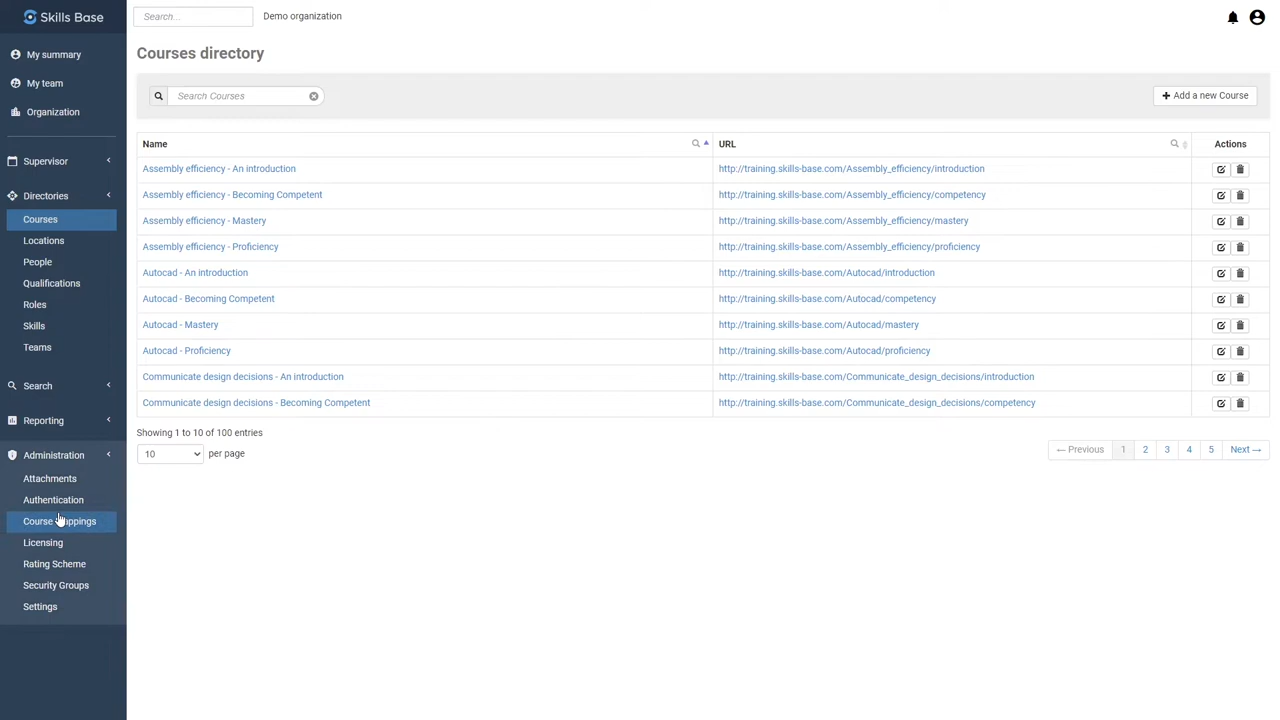 Skills Base
Search...
Demo organization
My summary
My team
Organization
Supervisor
Directories
Courses
Locations
People
Qualifications
Roles
Skills
Teams
Search
Reporting
Administration
Attachments
Authentication
Course
Licensing
Rating Scheme
Security Groups
Settings
Courses directory
Search Courses
Add a new Course
Name URL Actions
Assembly efficiency - An introduction http://training.skills-base.com/Assembly_efficiency/introduction
Assembly efficiency - Becoming Competent http://training.skills-base.com/Assembly_efficiency/competency
Assembly efficiency - Mastery http://training.skills-base.com/Assembly_efficiency/mastery
Assembly efficiency - Proficiency http://training.skills-base.com/Assembly_efficiency/proficiency
Autocad - An introduction http://training.skills-base.com/Autocad/introduction
Autocad - Becoming Competent http://training.skills-base.com/Autocad/competency
Autocad - Mastery http://training.skills-base.com/Autocad/mastery
Autocad - Proficiency http://training.skills-base.com/Autocad/proficiency
Communicate design decisions - An introduction http://training.skills-base.com/Communicate_design_decisions/introduction
Communicate design decisions - Becoming Competent http://training.skills-base.com/Communicate_design_decisions/competency
Showing 1 to 10 of 100 entries
10 per page
← Previous 1 2 3 4 5 Next →